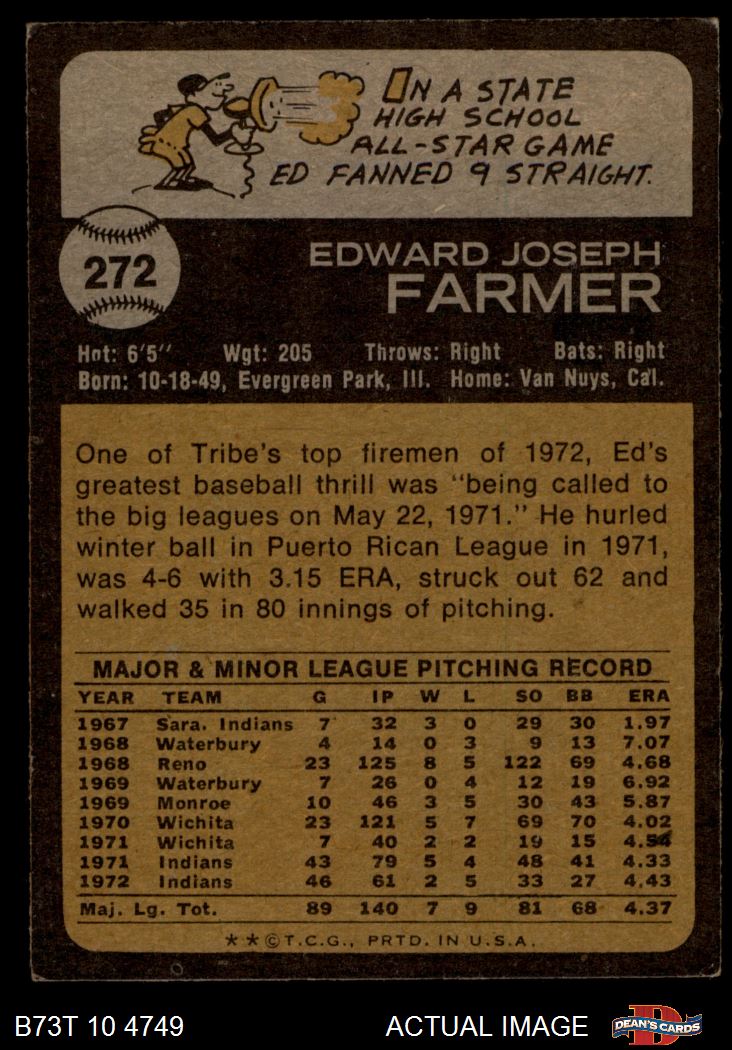 ON A STATE
HIGH SCHOOL
ALL-STAR GAME
ED FANNED 9 STRAIGHT.
272
EDWARD JOSEPH
FARMER
Hgt: 6'5" Wgt: 205 Throws: Right Bats: Right
Born: 10-18-49, Evergreen Park, Ill. Home: Van Nuys, Cal.
One of Tribe's top firemen of 1972, Ed's
greatest baseball thrill was "being called to
the big leagues on May 22, 1971." He hurled
winter ball in Puerto Rican League in 1971,
was 4-6 with 3.15 ERA, struck out 62 and
walked 35 in 80 innings of pitching.
MAJOR & MINOR LEAGUE PITCHING RECORD
YEAR TEAM G IP W L SO BB ERA
1967 Sara. Indians 7 32 3 0 29 30 1.97
1968 Waterbury 4 14 0 3 9 13 7.07
1968 Reno 23 125 8 5 122 69 4.68
1969 Waterbury 7 26 0 4 12 19 6.92
1969 Monroe 10 46 3 5 30 43 5.87
1970 Wichita 23 121 5 7 69 70 4.02
1971 Wichita 7 40 2 2 19 15 4.54
1971 Indians 43 79 5 4 48 41 4.33
1972 Indians 46 61 2 5 33 27 4.43
Maj. Lg. Tot. 89 140 7 9 81 68 4.37
**©T.C.G., PRTD. IN U.S.A.
B73T 10 4749 ACTUAL IMAGE D DEAN'S CARDS